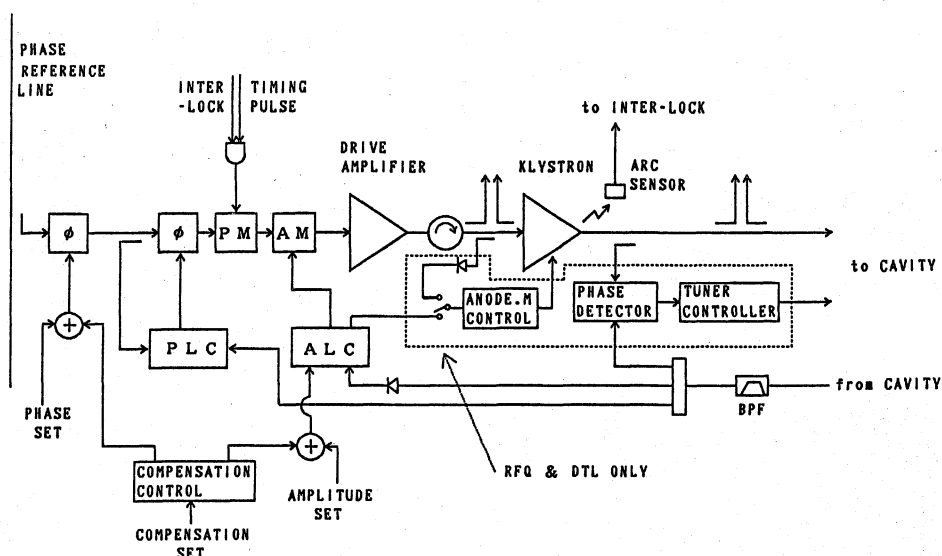 PHASE
REFERENCE
LINE
INTER
-LOCK
TIMING
PULSE
to INTER-LOCK
DRIVE
AMPLIFIER
KLYSTRON
ARC
SENSOR
ϕ
ϕ
PM
AM
to CAVITY
ANODE.M
CONTROL
PHASE
DETECTOR
TUNER
CONTROLLER
+
PLC
ALC
from CAVITY
BPF
PHASE
SET
+
RFQ & DTL ONLY
COMPENSATION
CONTROL
AMPLITUDE
SET
COMPENSATION
SET